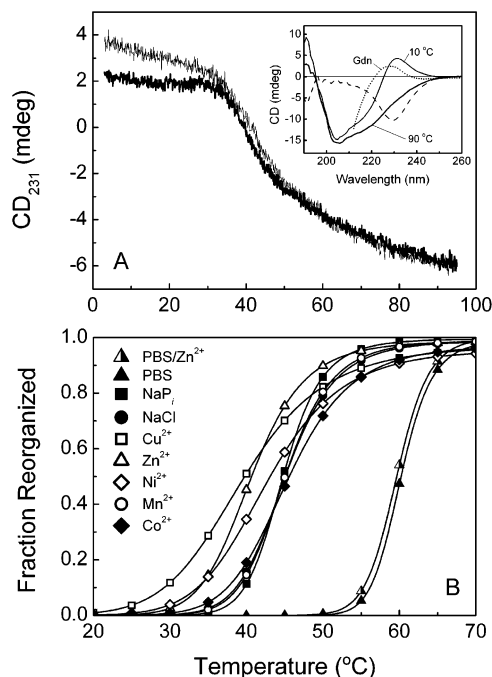 CD₂₃₁ (mdeg)
4
2
0
-2
-4
-6
0 20 40 60 80 100
A
CD (mdeg)
10
5
0
-5
-10
-15
200 220 240 260
Wavelength (nm)
Gdn
10 °C
90 °C
Fraction Reorganized
1.0
0.8
0.6
0.4
0.2
0.0
20 30 40 50 60 70
Temperature (°C)
PBS/Zn²⁺
PBS
NaPᵢ
NaCl
Cu²⁺
Zn²⁺
Ni²⁺
Mn²⁺
Co²⁺
B